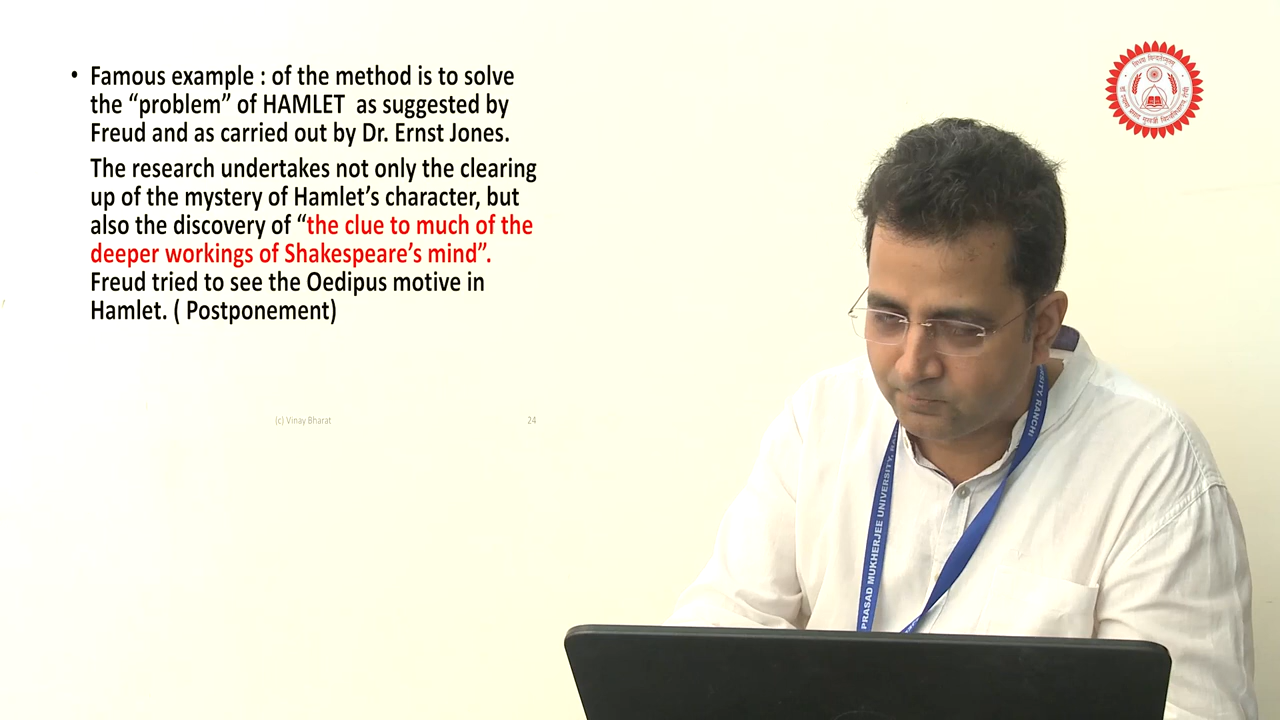 • Famous example : of the method is to solve
the “problem” of HAMLET as suggested by
Freud and as carried out by Dr. Ernst Jones.
The research undertakes not only the clearing
up of the mystery of Hamlet’s character, but
also the discovery of “the clue to much of the
deeper workings of Shakespeare’s mind”.
Freud tried to see the Oedipus motive in
Hamlet. ( Postponement)
(c) Vinay Bharat
24
PRASAD MUKHERJEE UNIVERSITY, RAN
URSITY, RANCHI